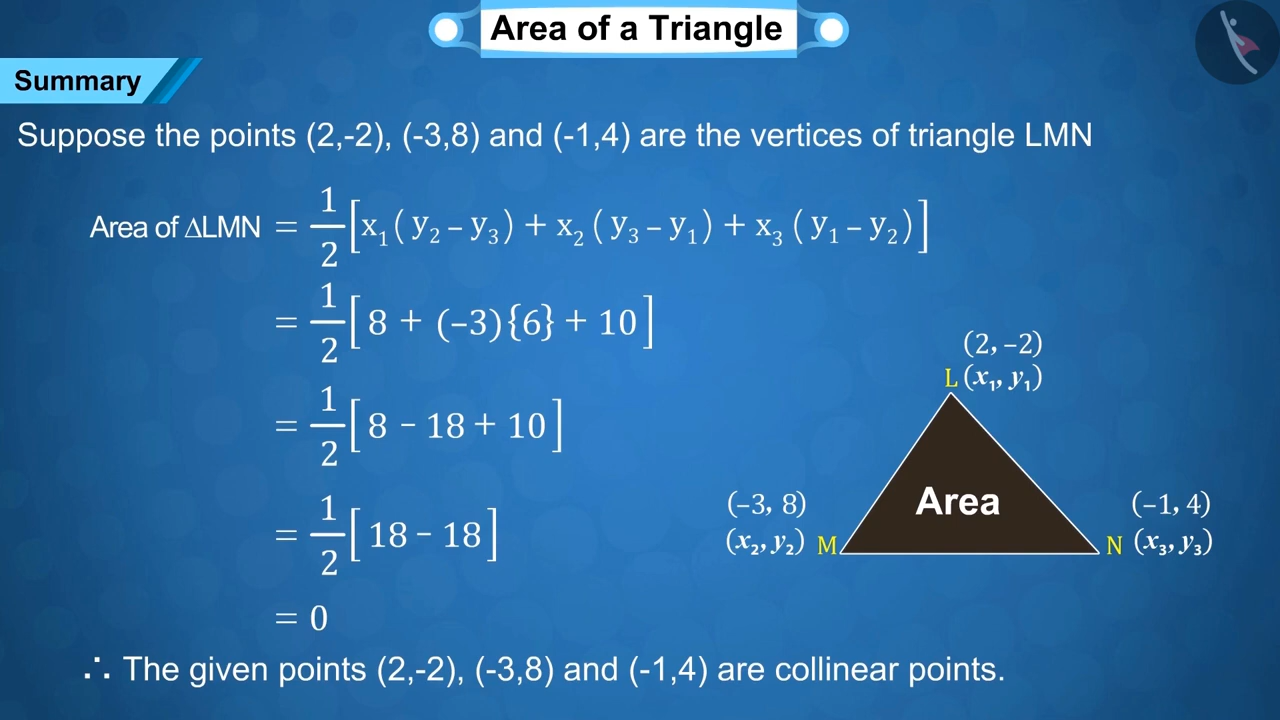 Area of a Triangle
Summary
Suppose the points (2,-2), (-3,8) and (-1,4) are the vertices of triangle LMN
Area of ∆LMN = 1/2 [x₁ ( y₂ – y₃ ) + x₂ ( y₃ – y₁ ) + x₃ ( y₁ – y₂ )]
= 1/2 [ 8 + (–3){6} + 10 ]
= 1/2 [ 8 – 18 + 10 ]
= 1/2 [ 18 – 18 ]
= 0
(2, –2)
L (x₁, y₁)
Area
(–3, 8)
(x₂, y₂) M
(–1, 4)
N (x₃, y₃)
∴ The given points (2,-2), (-3,8) and (-1,4) are collinear points.